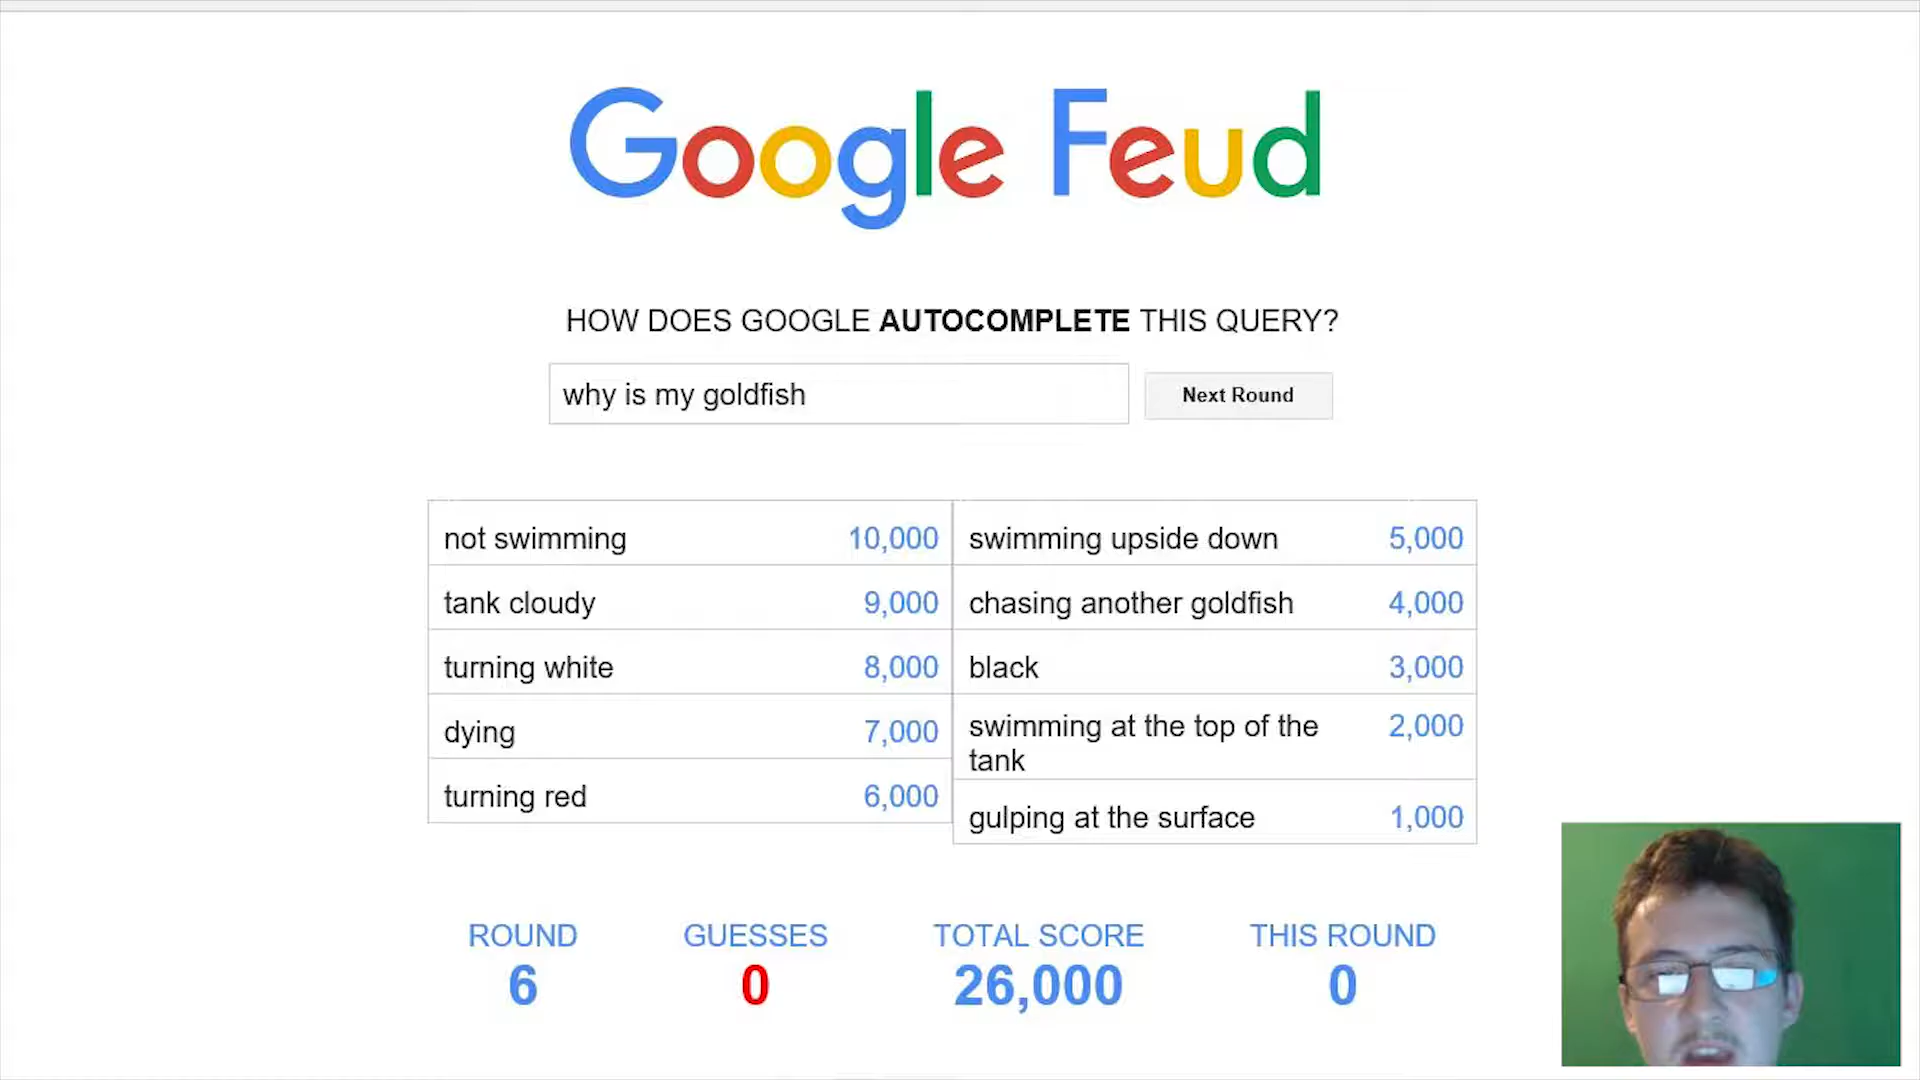 Google Feud
HOW DOES GOOGLE AUTOCOMPLETE THIS QUERY?
why is my goldfish
Next Round
not swimming 10,000
tank cloudy 9,000
turning white 8,000
dying 7,000
turning red 6,000
swimming upside down 5,000
chasing another goldfish 4,000
black 3,000
swimming at the top of the 2,000
tank
gulping at the surface 1,000
ROUND GUESSES TOTAL SCORE THIS ROUND
6 0 26,000 0